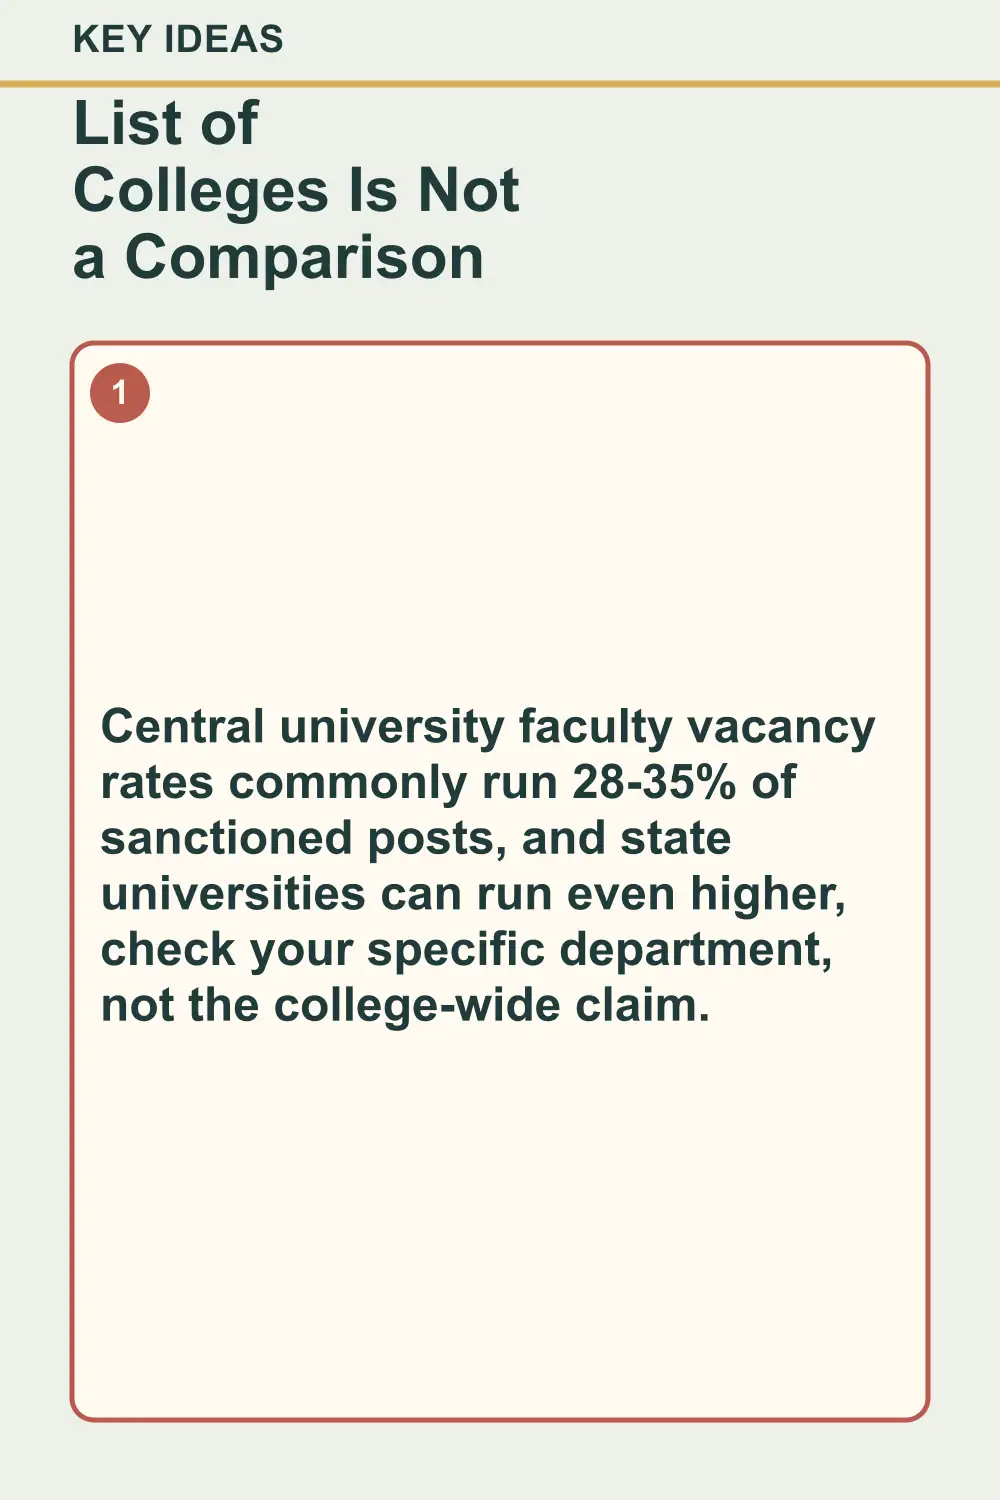 KEY IDEAS
List of
Colleges Is Not
a Comparison
1
Central university faculty vacancy
rates commonly run 28-35% of
sanctioned posts, and state
universities can run even higher,
check your specific department,
not the college-wide claim.